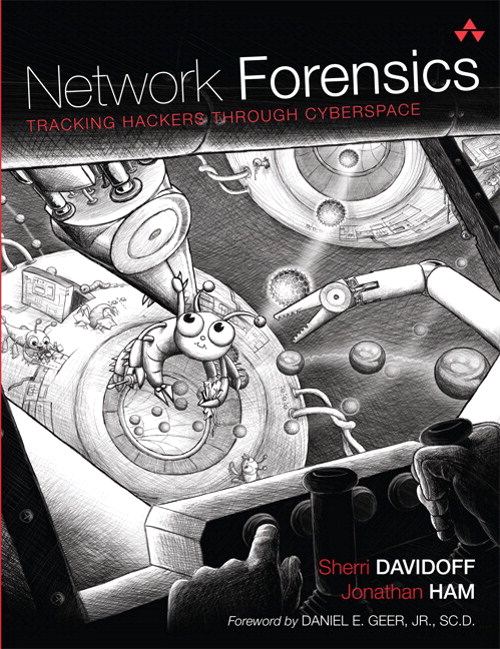 Network Forensics
TRACKING HACKERS THROUGH CYBERSPACE
Sherri DAVIDOFF
Jonathan HAM
Foreword by DANIEL E. GEER, JR., SC.D.